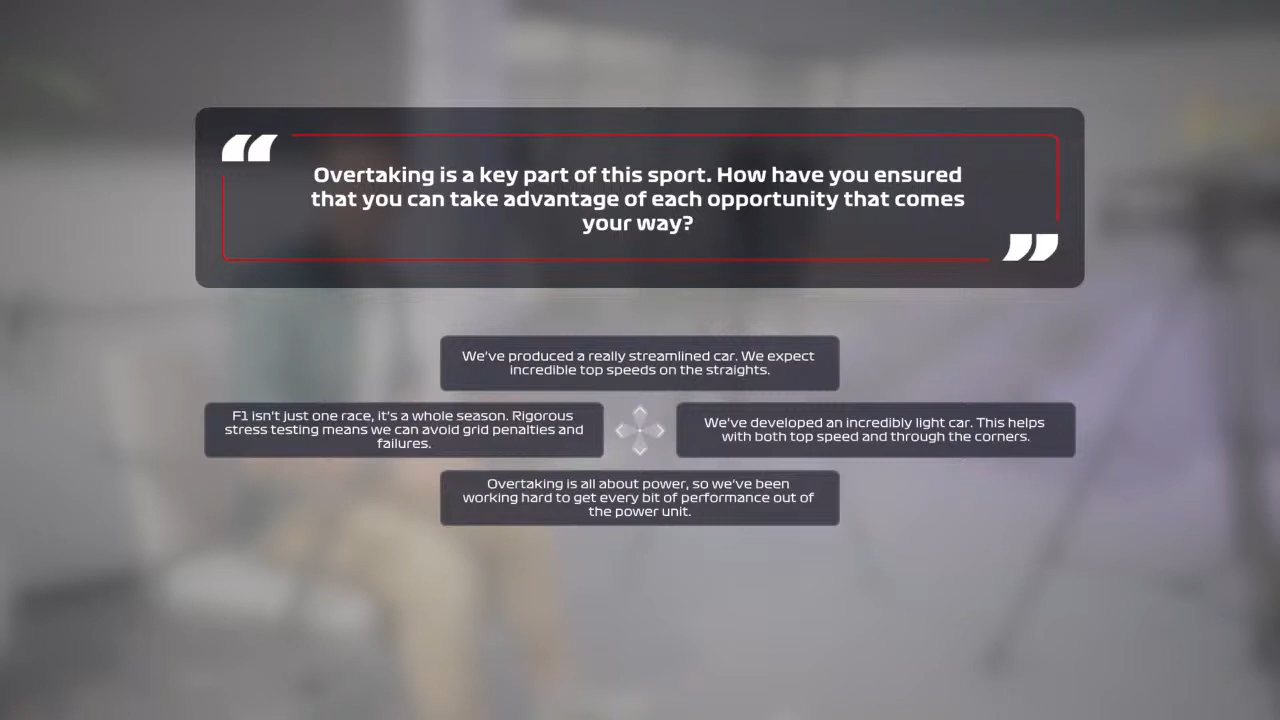 Overtaking is a key part of this sport. How have you ensured
that you can take advantage of each opportunity that comes
your way?
We've produced a really streamlined car. We expect
incredible top speeds on the straights.
F1 isn't just one race, it's a whole season. Rigorous
stress testing means we can avoid grid penalties and
failures.
We've developed an incredibly light car. This helps
with both top speed and through the corners.
Overtaking is all about power, so we've been
working hard to get every bit of performance out of
the power unit.